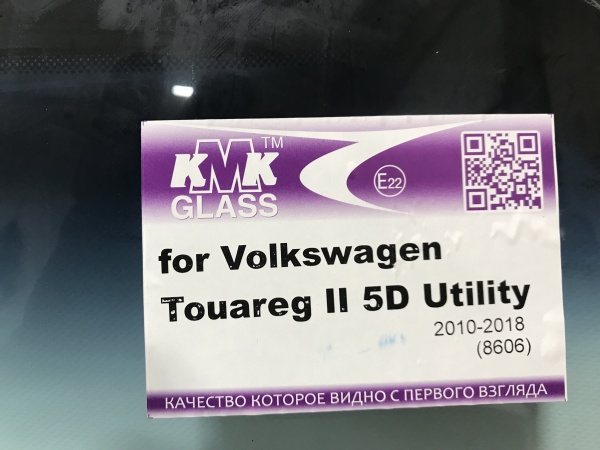 KMK™
GLASS
E22
for Volkswagen
Touareg II 5D Utility
2010-2018
(8606)
КАЧЕСТВО КОТОРОЕ ВИДНО С ПЕРВОГО ВЗГЛЯДА